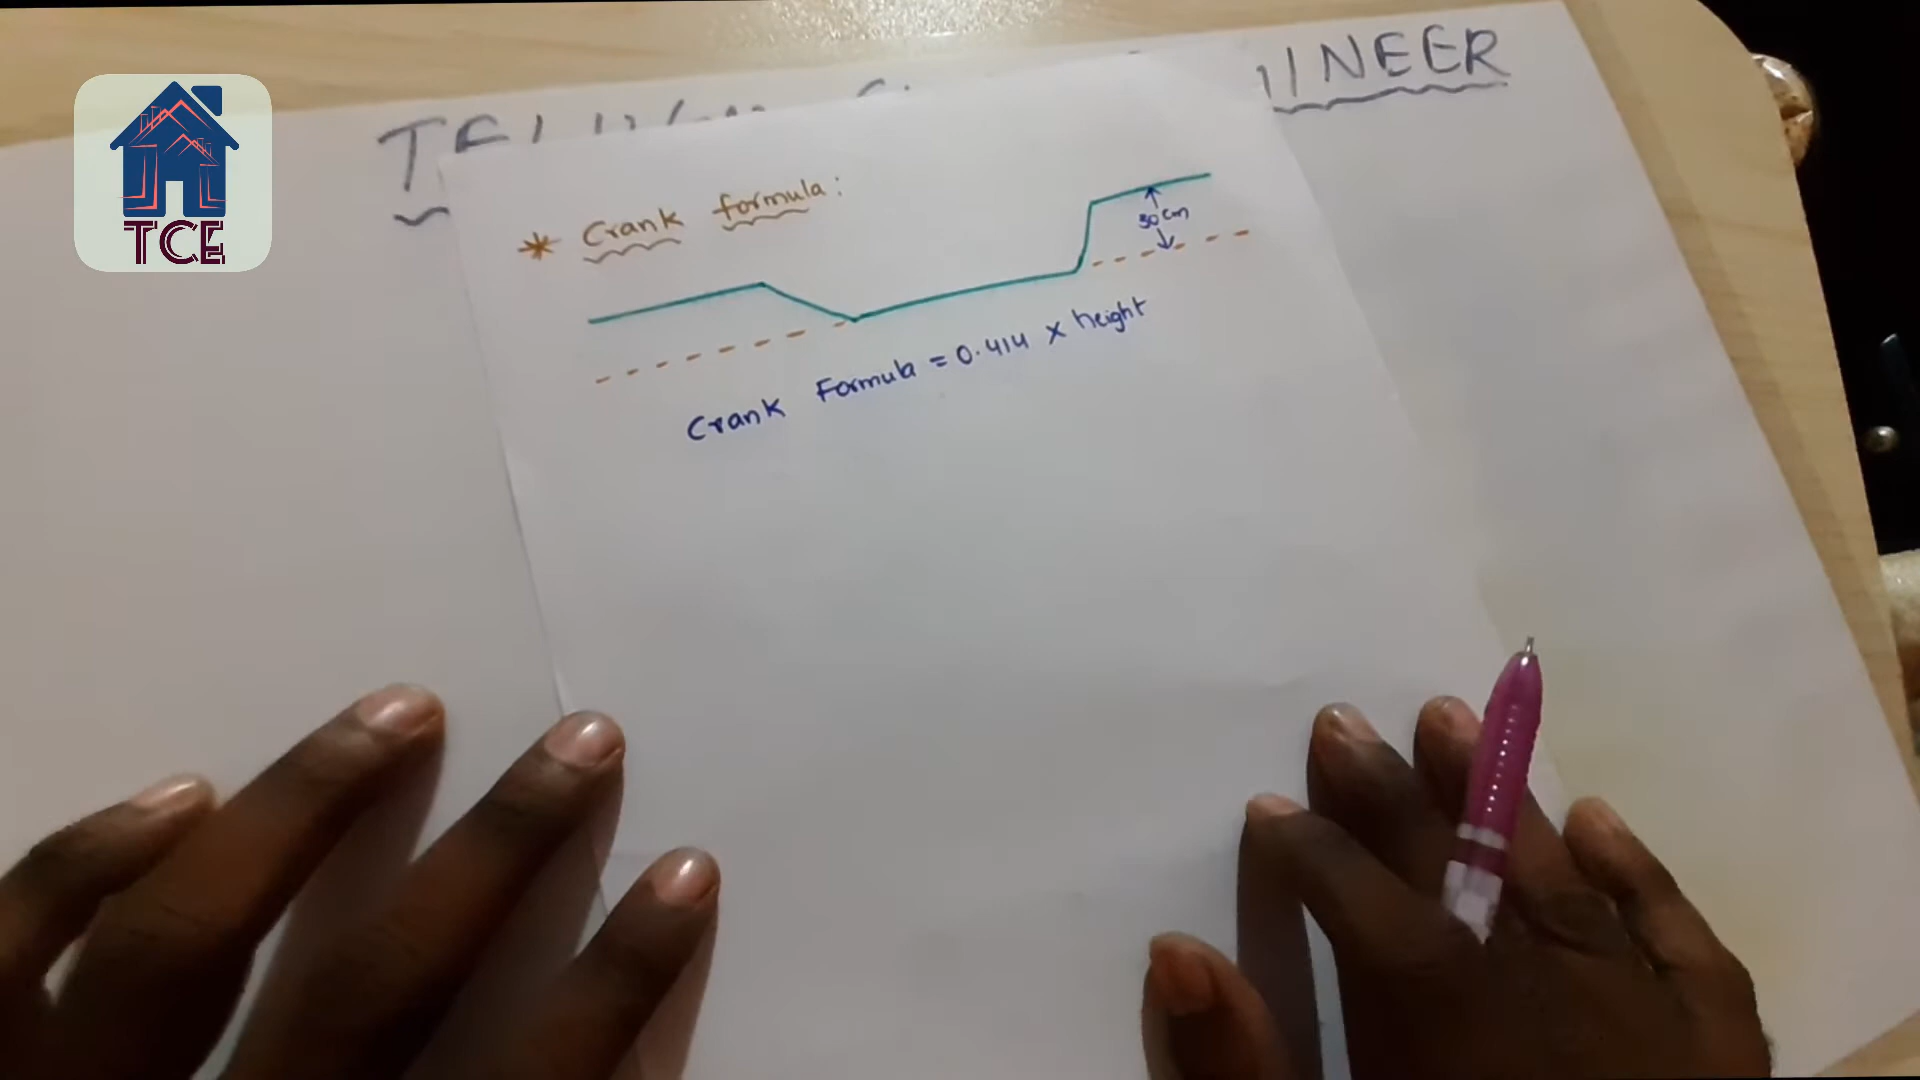 INEER
TCE
* Crank formula:
30cm
Crank Formula = 0.414 × height